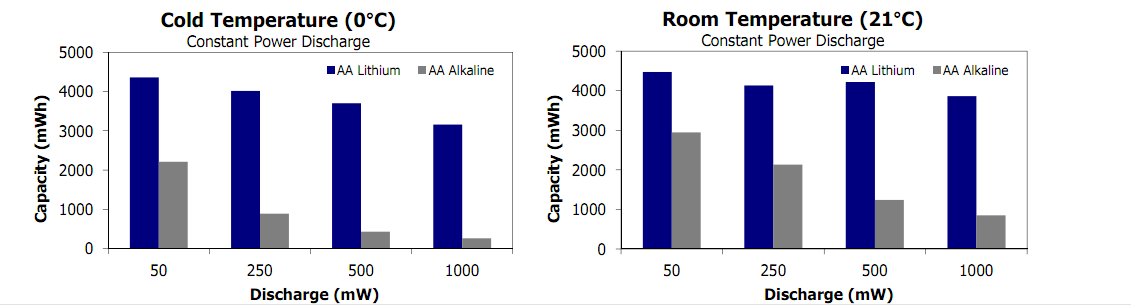 Cold Temperature (0°C)
Constant Power Discharge
AA Lithium AA Alkaline
Capacity (mWh)
5000
4000
3000
2000
1000
0
50 250 500 1000
Discharge (mW)
Room Temperature (21°C)
Constant Power Discharge
AA Lithium AA Alkaline
Capacity (mWh)
5000
4000
3000
2000
1000
0
50 250 500 1000
Discharge (mW)